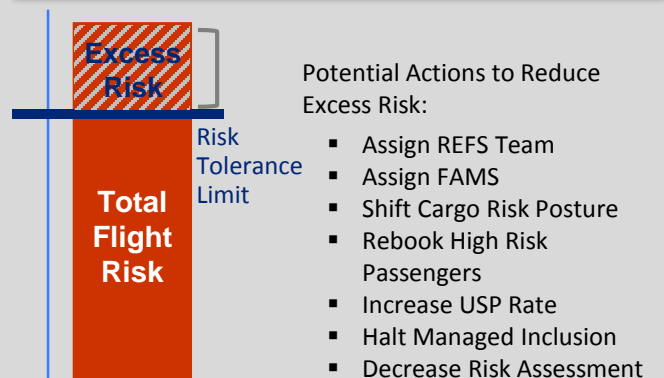 Excess
Risk
Risk
Tolerance
Limit
Total
Flight
Risk
Potential Actions to Reduce
Excess Risk:
▪ Assign REFS Team
▪ Assign FAMS
▪ Shift Cargo Risk Posture
▪ Rebook High Risk
Passengers
▪ Increase USP Rate
▪ Halt Managed Inclusion
▪ Decrease Risk Assessment